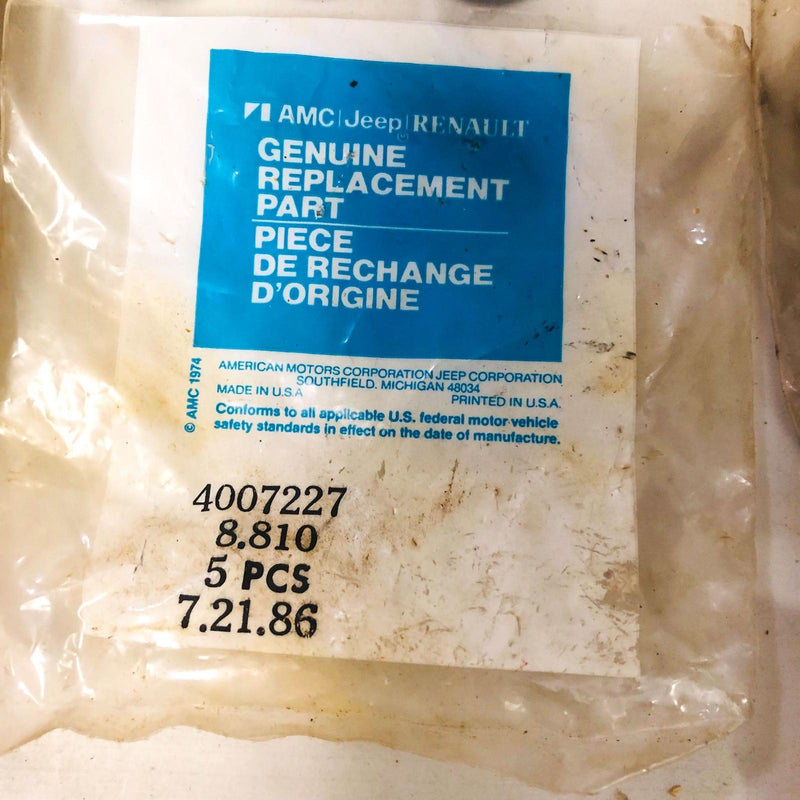 AMC|Jeep|RENAULT
GENUINE
REPLACEMENT
PART
PIECE
DE RECHANGE
D'ORIGINE
© AMC 1974
AMERICAN MOTORS CORPORATION JEEP CORPORATION
SOUTHFIELD, MICHIGAN 48034
MADE IN U.S.A PRINTED IN U.S.A.
Conforms to all applicable U.S. federal motor vehicle
safety standards in effect on the date of manufacture.
4007227
8.810
5 PCS
7.21.86